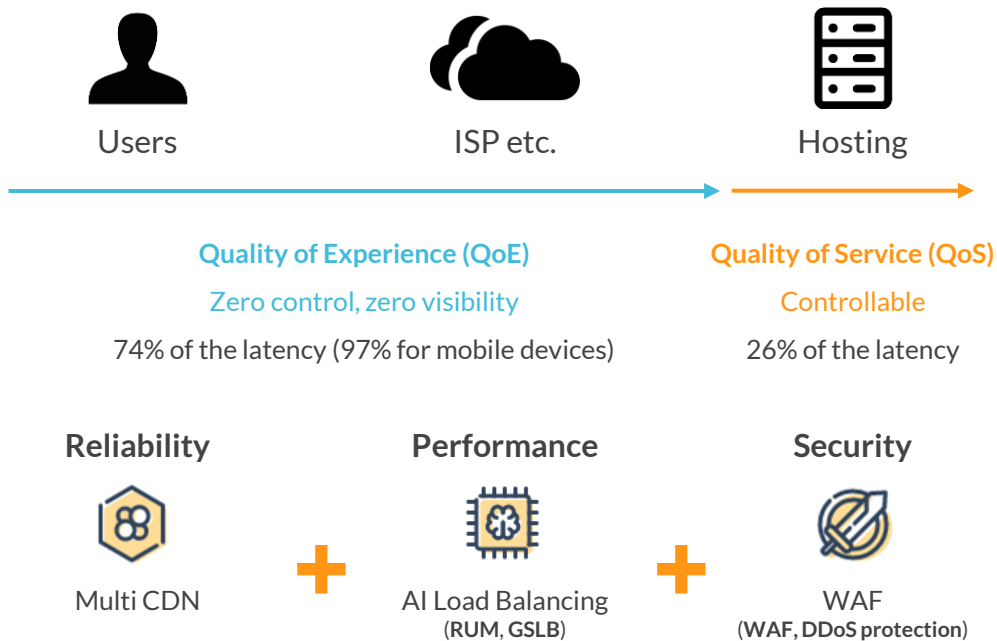 Users
ISP etc.
Hosting
Quality of Experience (QoE)
Quality of Service (QoS)
Zero control, zero visibility
Controllable
74% of the latency (97% for mobile devices)
26% of the latency
Reliability
Performance
Security
Multi CDN
AI Load Balancing
(RUM, GSLB)
WAF
(WAF, DDoS protection)